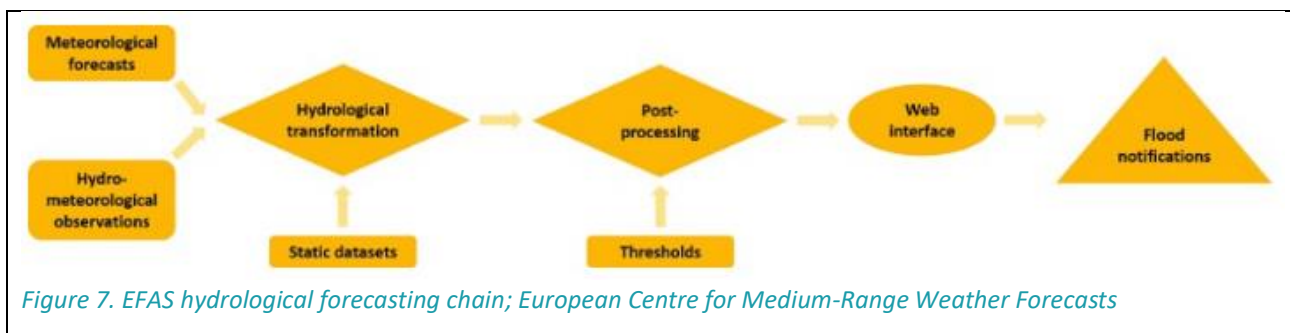 Meteorological
forecasts
Hydro-
meteorological
observations
Hydrological
transformation
Static datasets
Post-
processing
Thresholds
Web
interface
Flood
notifications
Figure 7. EFAS hydrological forecasting chain; European Centre for Medium-Range Weather Forecasts